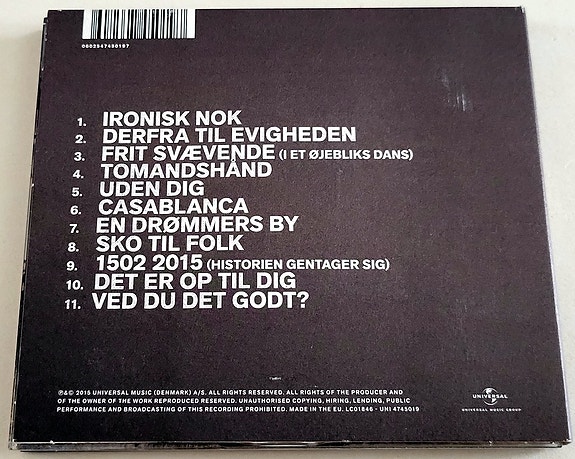 0602547450197
1. IRONISK NOK
2. DERFRA TIL EVIGHEDEN
3. FRIT SVÆVENDE (I ET ØJEBLIKS DANS)
4. TOMANDSHÅND
5. UDEN DIG
6. CASABLANCA
7. EN DRØMMERS BY
8. SKO TIL FOLK
9. 1502 2015 (HISTORIEN GENTAGER SIG)
10. DET ER OP TIL DIG
11. VED DU DET GODT?
℗&© 2015 UNIVERSAL MUSIC (DENMARK) A/S. ALL RIGHTS RESERVED. ALL RIGHTS OF THE PRODUCER AND
OF THE OWNER OF THE WORK REPRODUCED RESERVED. UNAUTHORISED COPYING, HIRING, LENDING, PUBLIC
PERFORMANCE AND BROADCASTING OF THIS RECORDING PROHIBITED. MADE IN THE EU. LC01846 - UNI 4745019
UNIVERSAL
UNIVERSAL MUSIC GROUP